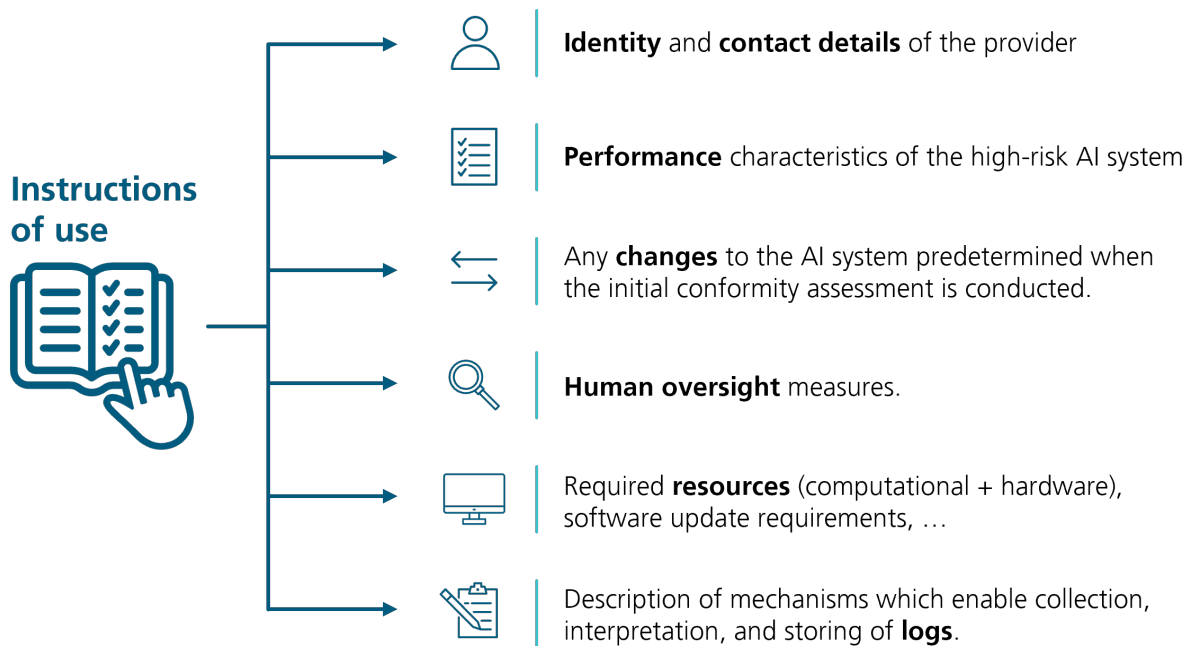 Instructions
of use
Identity and contact details of the provider
Performance characteristics of the high-risk AI system
Any changes to the AI system predetermined when
the initial conformity assessment is conducted.
Human oversight measures.
Required resources (computational + hardware),
software update requirements, …
Description of mechanisms which enable collection,
interpretation, and storing of logs.